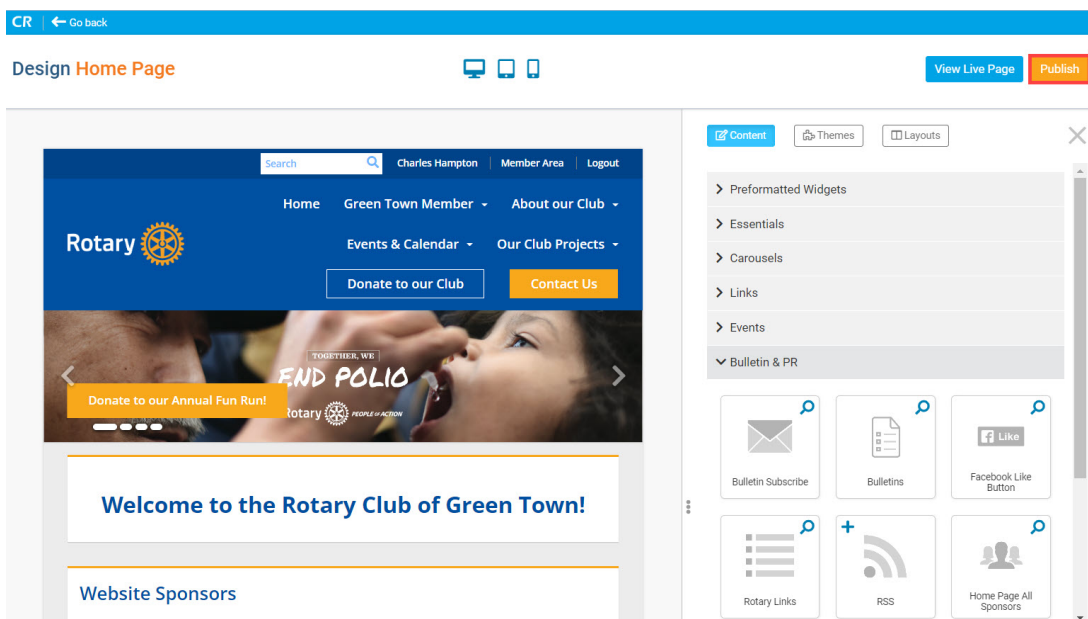 CR Go back
Design Home Page
View Live Page Publish
Content Themes Layouts
Search Charles Hampton Member Area Logout
Home Green Town Member About our Club
Rotary
Events & Calendar Our Club Projects
Donate to our Club Contact Us
TOGETHER, WE
END POLIO
Donate to our Annual Fun Run!
Rotary PEOPLE OF ACTION
Welcome to the Rotary Club of Green Town!
Website Sponsors
Preformatted Widgets
Essentials
Carousels
Links
Events
Bulletin & PR
f Like
Bulletin Subscribe Bulletins Facebook Like
Button
Rotary Links RSS Home Page All
Sponsors